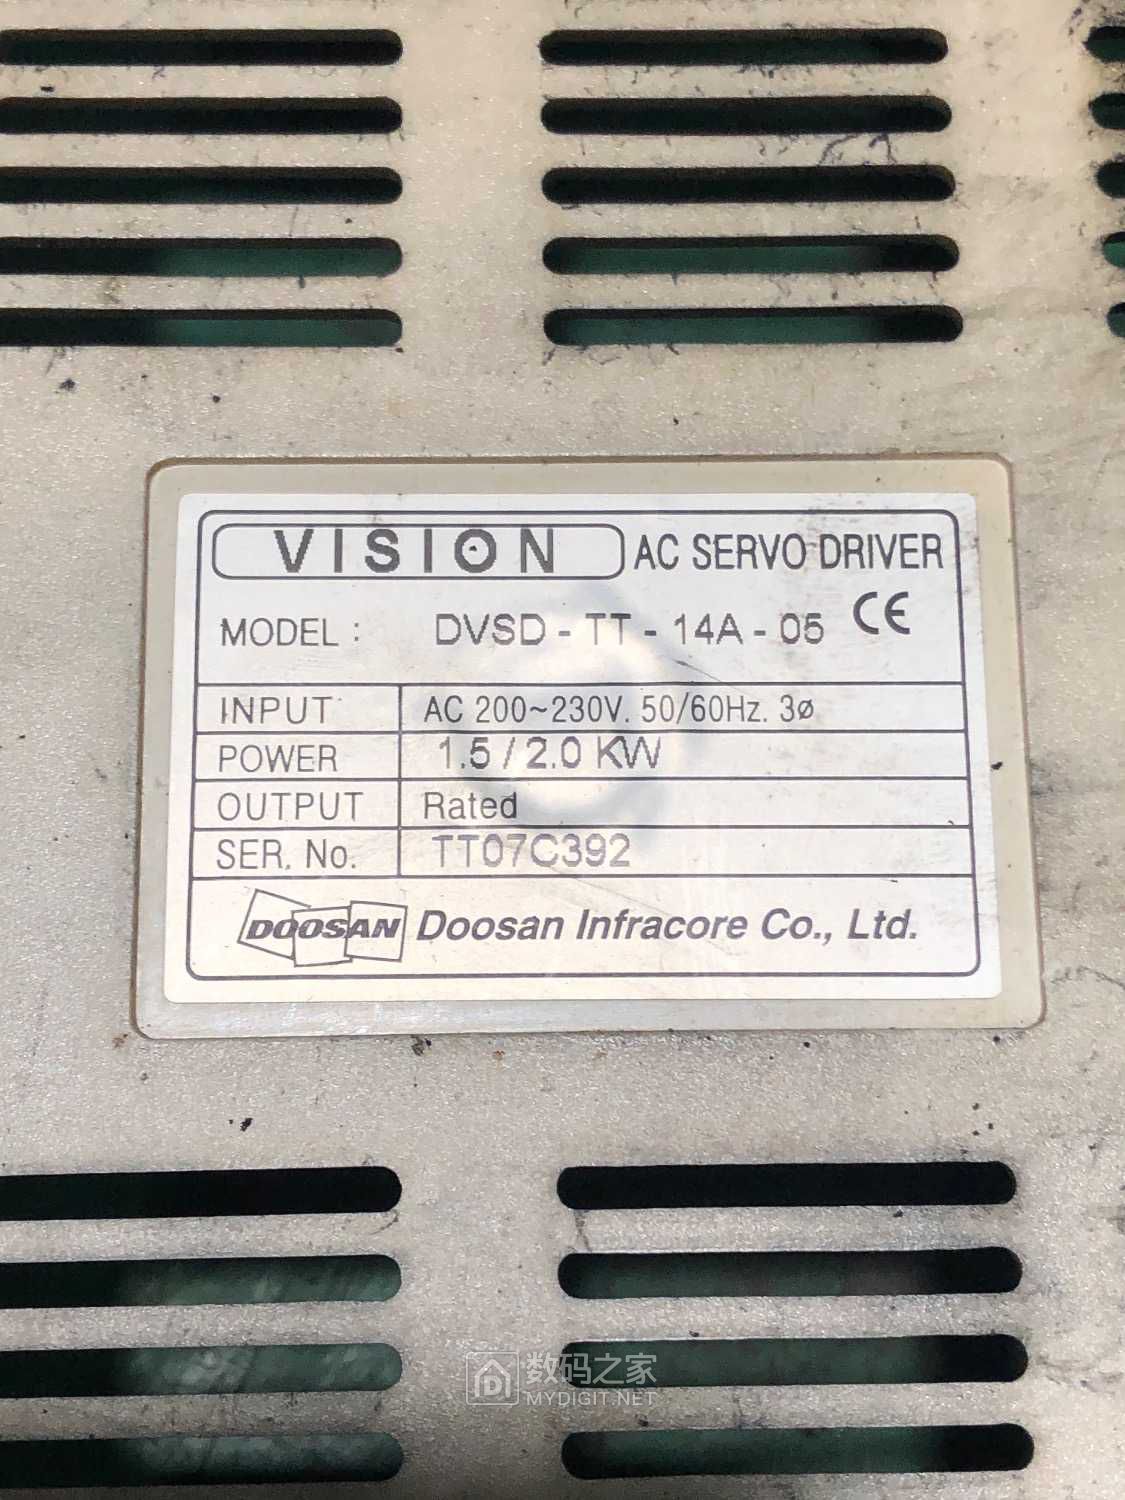 VISION AC SERVO DRIVER
MODEL : DVSD - TT - 14A - 05 CE
INPUT AC 200~230V. 50/60Hz. 3ø
POWER 1.5 / 2.0 KW
OUTPUT Rated
SER. No. TT07C392
DOOSAN Doosan Infracore Co., Ltd.
数码之家
MYDIGIT.NET